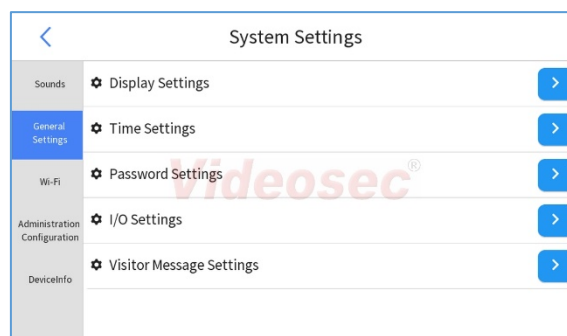 System Settings
Sounds
General
Settings
Wi-Fi
Administration
Configuration
DeviceInfo
Display Settings
Time Settings
Password Settings
I/O Settings
Visitor Message Settings
Videosec®